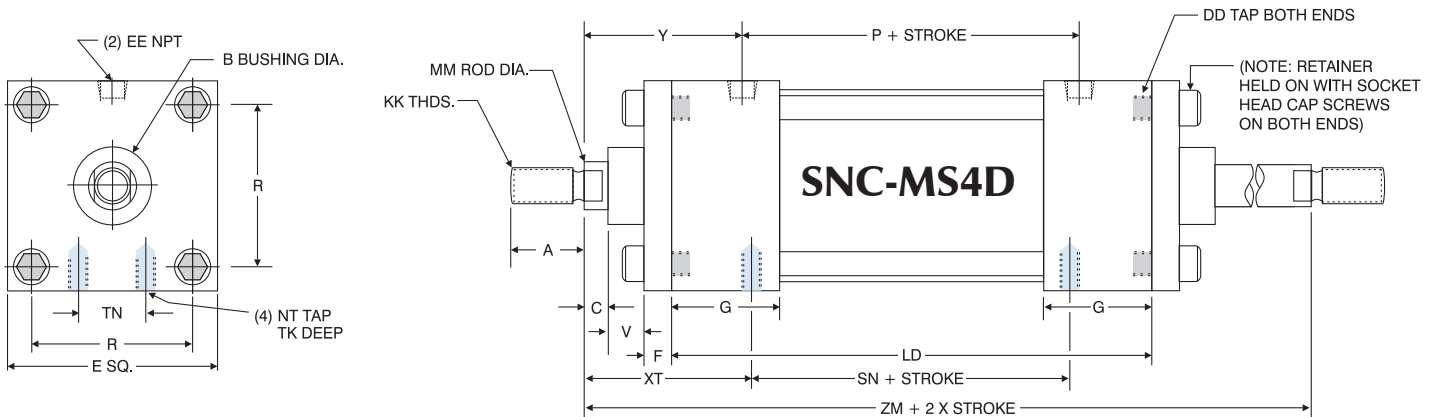 (2) EE NPT
B BUSHING DIA.
R
TN
R
E SQ.
(4) NT TAP
TK DEEP
Y
P + STROKE
DD TAP BOTH ENDS
MM ROD DIA.
KK THDS.
(NOTE: RETAINER
HELD ON WITH SOCKET
HEAD CAP SCREWS
ON BOTH ENDS)
SNC-MS4D
A
C
G
G
V
F
LD
XT
SN + STROKE
ZM + 2 X STROKE